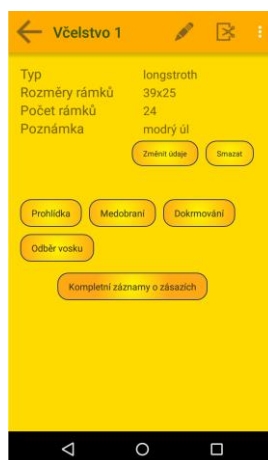 Včelstvo 1
Typ longstroth
Rozměry rámků 39x25
Počet rámků 24
Poznámka modrý úl
Změnit údaje Smazat
Prohlídka Medobraní Dokrmování
Odběr vosku
Kompletní záznamy o zásazích